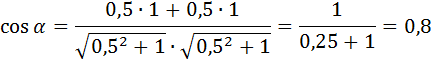 cos α = (0,5 · 1 + 0,5 · 1) / (√(0,5² + 1) · √(0,5² + 1)) = 1 / (0,25 + 1) = 0,8